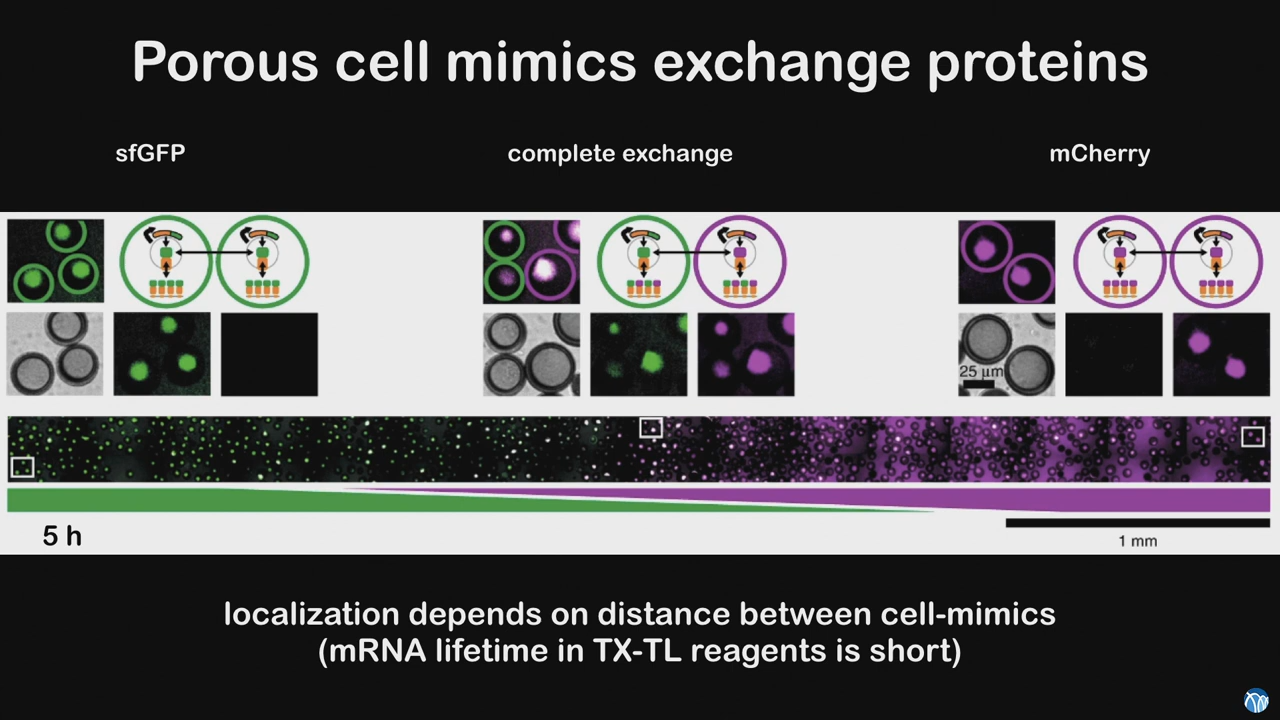 Porous cell mimics exchange proteins
sfGFP
complete exchange
mCherry
25 μm
5 h
1 mm
localization depends on distance between cell-mimics
(mRNA lifetime in TX-TL reagents is short)